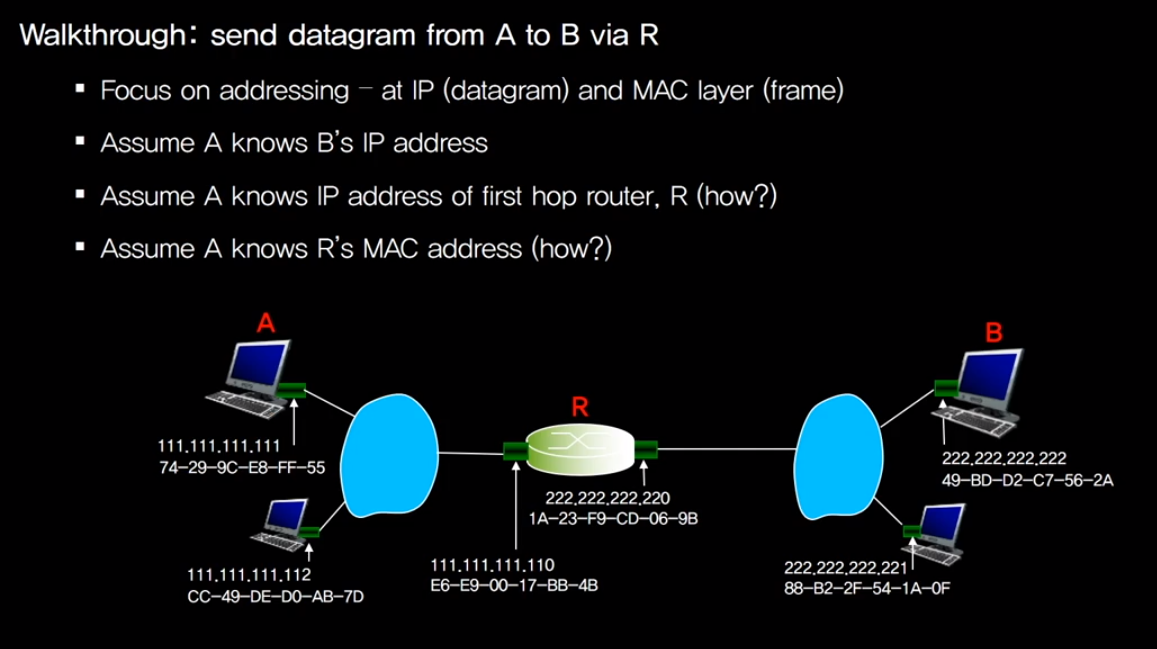 Walkthrough: send datagram from A to B via R
▪ Focus on addressing – at IP (datagram) and MAC layer (frame)
▪ Assume A knows B's IP address
▪ Assume A knows IP address of first hop router, R (how?)
▪ Assume A knows R's MAC address (how?)
A
B
R
111.111.111.111
74-29-9C-E8-FF-55
222.222.222.222
49-BD-D2-C7-56-2A
222.222.222.220
1A-23-F9-CD-06-9B
111.111.111.112
CC-49-DE-D0-AB-7D
111.111.111.110
E6-E9-00-17-BB-4B
222.222.222.221
88-B2-2F-54-1A-0F